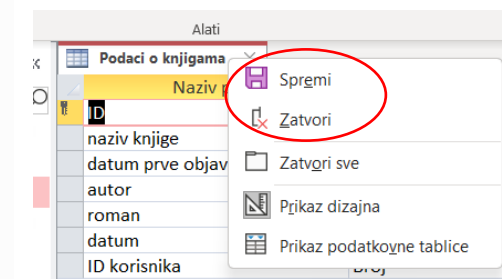 Alati
Podaci o knjigama
Naziv
ID
naziv knjige
datum prve objav
autor
roman
datum
ID korisnika
Spremi
Zatvori
Zatvori sve
Prikaz dizajna
Prikaz podatkovne tablice
Broj